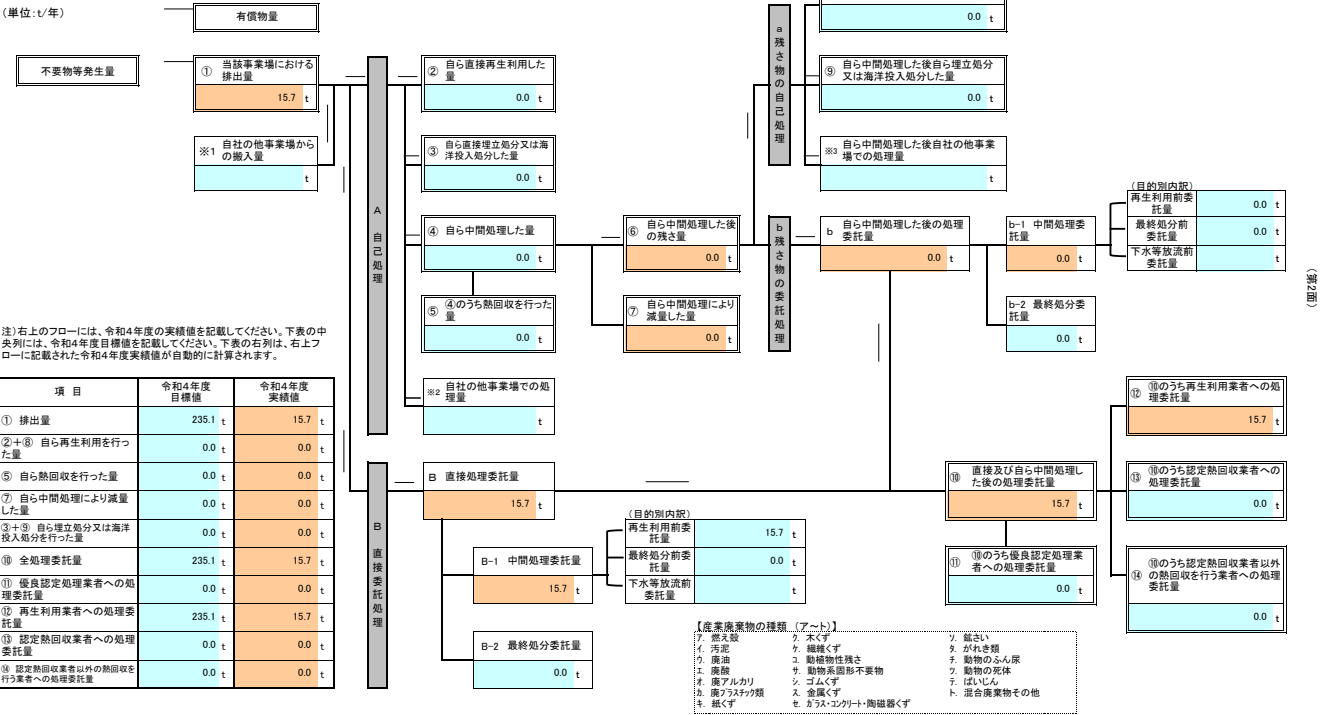 (単位:t/年)
有償物量
0.0 t
不要物等発生量
① 当該事業場における
排出量
15.7 t
※1 自社の他事業場から
の搬入量
t
A 自己処理
② 自ら直接再生利用した
量
0.0 t
③ 自ら直接埋立処分又は海
洋投入処分した量
0.0 t
④ 自ら中間処理した量
0.0 t
⑤ ④のうち熱回収を行った
量
0.0 t
※2 自社の他事業場での処
理量
t
⑥ 自ら中間処理した後
の残さ量
0.0 t
⑦ 自ら中間処理により
減量した量
0.0 t
a 残さ物の自己処理
⑨ 自ら中間処理した後自ら埋立処分
又は海洋投入処分した量
0.0 t
※3 自ら中間処理した後自社の他事業
場での処理量
t
b 残さ物の委託処理
b 自ら中間処理した後の処理
委託量
0.0 t
b-1 中間処理委
託量
0.0 t
b-2 最終処分委
託量
0.0 t
(目的別内訳)
再生利用前委
託量
0.0 t
最終処分前
委託量
0.0 t
下水等放流前
委託量
t
(第2面)
注)右上のフローには、令和4年度の実績値を記載してください。下表の中
央列には、令和4年度目標値を記載してください。下表の右列は、右上フ
ローに記載された令和4年度実績値が自動的に計算されます。
項 目 令和4年度
目標値 令和4年度
実績値
① 排出量 235.1 t 15.7 t
②+⑧ 自ら再生利用を行っ
た量 0.0 t 0.0 t
⑤ 自ら熱回収を行った量 0.0 t 0.0 t
⑦ 自ら中間処理により減量
した量 0.0 t 0.0 t
③+⑨ 自ら埋立処分又は海洋
投入処分を行った量 0.0 t 0.0 t
⑩ 全処理委託量 235.1 t 15.7 t
⑪ 優良認定処理業者への処
理委託量 0.0 t 0.0 t
⑫ 再生利用業者への処理委
託量 235.1 t 15.7 t
⑬ 認定熱回収業者への処理
委託量 0.0 t 0.0 t
⑭ 認定熱回収業者以外の熱回収を
行う業者への処理委託量 0.0 t 0.0 t
B 直接委託処理
B 直接処理委託量
15.7 t
B-1 中間処理委託量
15.7 t
B-2 最終処分委託量
0.0 t
(目的別内訳)
再生利用前委
託量
15.7 t
最終処分前委
託量
0.0 t
下水等放流前
委託量
t
⑩ 直接及び自ら中間処理し
た後の処理委託量
15.7 t
⑪ ⑩のうち優良認定処理業
者への処理委託量
0.0 t
⑫ ⑩のうち再生利用業者への処
理委託量
15.7 t
⑬ ⑩のうち認定熱回収業者への
処理委託量
0.0 t
⑭ ⑩のうち認定熱回収業者以外
の熱回収を行う業者への処理
委託量
0.0 t
【産業廃棄物の種類 (ア~ト)】
ア. 燃え殻 ク. 木くず ソ. 鉱さい
イ. 汚泥 ケ. 繊維くず タ. がれき類
ウ. 廃油 コ. 動植物性残さ チ. 動物のふん尿
エ. 廃酸 サ. 動物系固形不要物 ツ. 動物の死体
オ. 廃アルカリ シ. ゴムくず テ. ばいじん
カ. 廃プラスチック類 ス. 金属くず ト. 混合廃棄物その他
キ. 紙くず セ. ガラス・コンクリート・陶磁器くず